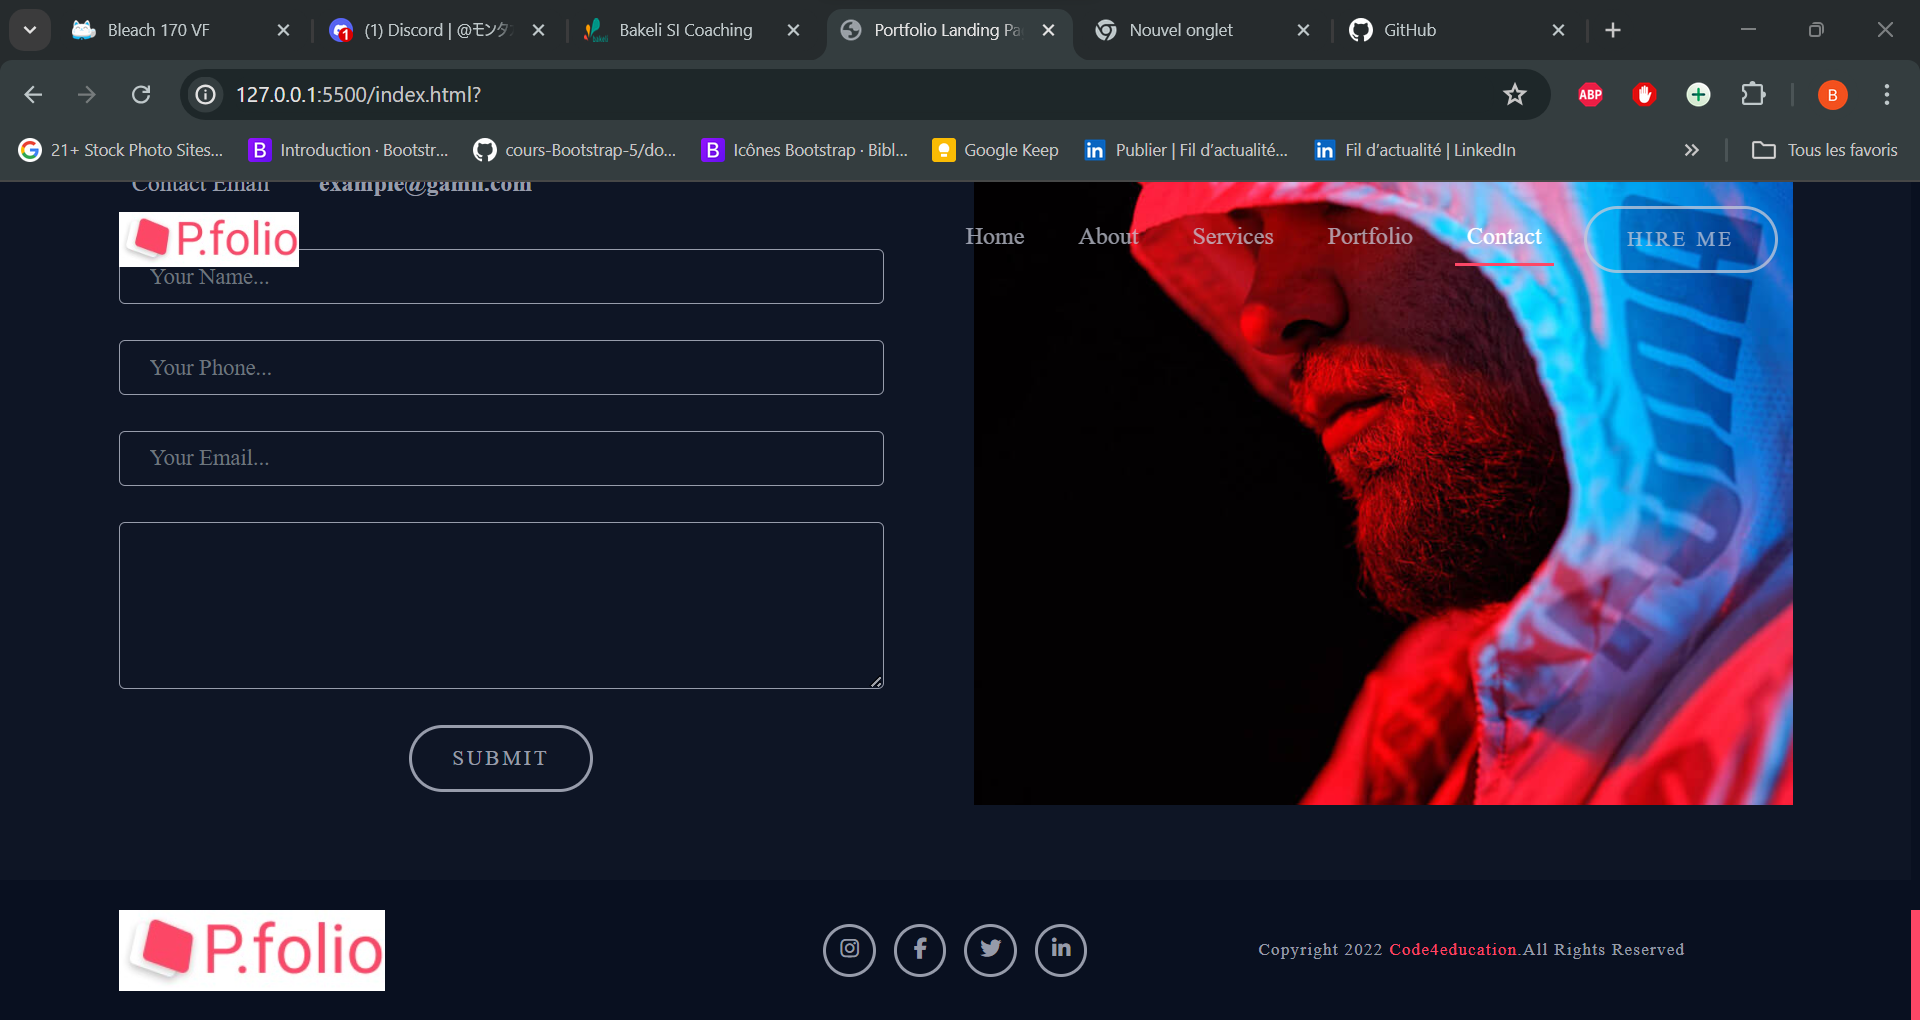 Bleach 170 VF
(1) Discord | @モンタ
Bakeli SI Coaching
Portfolio Landing Pa
Nouvel onglet
GitHub
127.0.0.1:5500/index.html?
ABP
B
21+ Stock Photo Sites...
B Introduction · Bootstr...
cours-Bootstrap-5/do...
B Icônes Bootstrap · Bibl...
Google Keep
in Publier | Fil d'actualité...
in Fil d'actualité | LinkedIn
Tous les favoris
Contact Email example@gamil.com
P.folio
Home About Services Portfolio Contact HIRE ME
Your Name...
Your Phone...
Your Email...
SUBMIT
P.folio
Copyright 2022 Code4education.All Rights Reserved